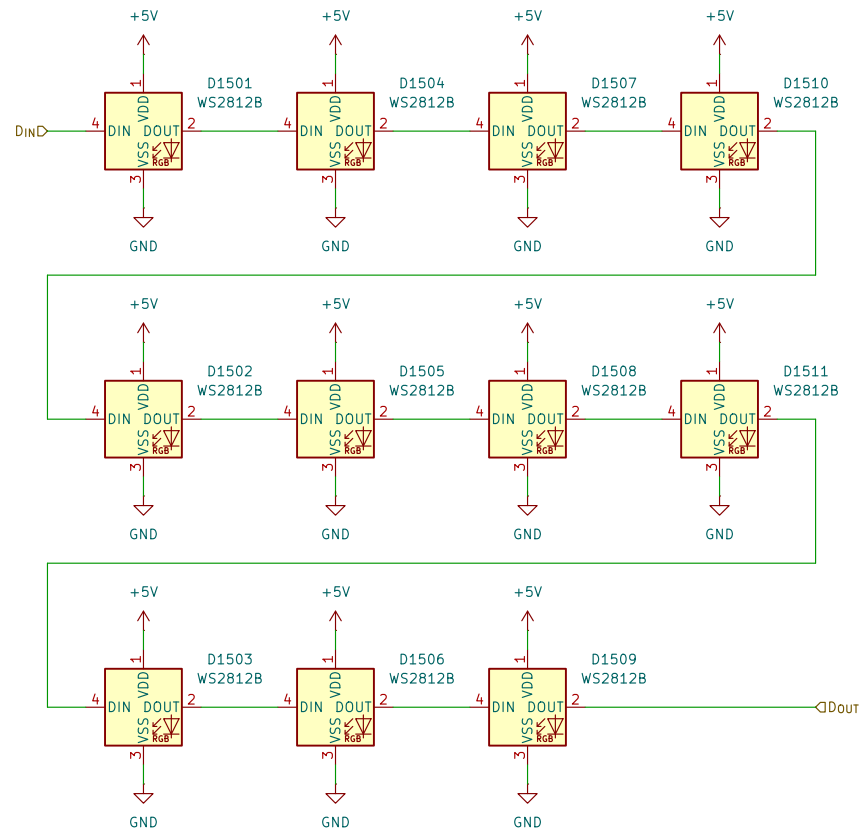 +5V +5V +5V +5V
D1501 D1504 D1507 D1510
WS2812B WS2812B WS2812B WS2812B
1 1 1 1
VDD VDD VDD VDD
DIN 4 DIN DOUT 2 4 DIN DOUT 2 4 DIN DOUT 2 4 DIN DOUT 2
VSS VSS VSS VSS
RGB RGB RGB RGB
3 3 3 3
GND GND GND GND
+5V +5V +5V +5V
D1502 D1505 D1508 D1511
WS2812B WS2812B WS2812B WS2812B
1 1 1 1
VDD VDD VDD VDD
4 DIN DOUT 2 4 DIN DOUT 2 4 DIN DOUT 2 4 DIN DOUT 2
VSS VSS VSS VSS
RGB RGB RGB RGB
3 3 3 3
GND GND GND GND
+5V +5V +5V
D1503 D1506 D1509
WS2812B WS2812B WS2812B
1 1 1
VDD VDD VDD
4 DIN DOUT 2 4 DIN DOUT 2 4 DIN DOUT 2 DOUT
VSS VSS VSS
RGB RGB RGB
3 3 3
GND GND GND